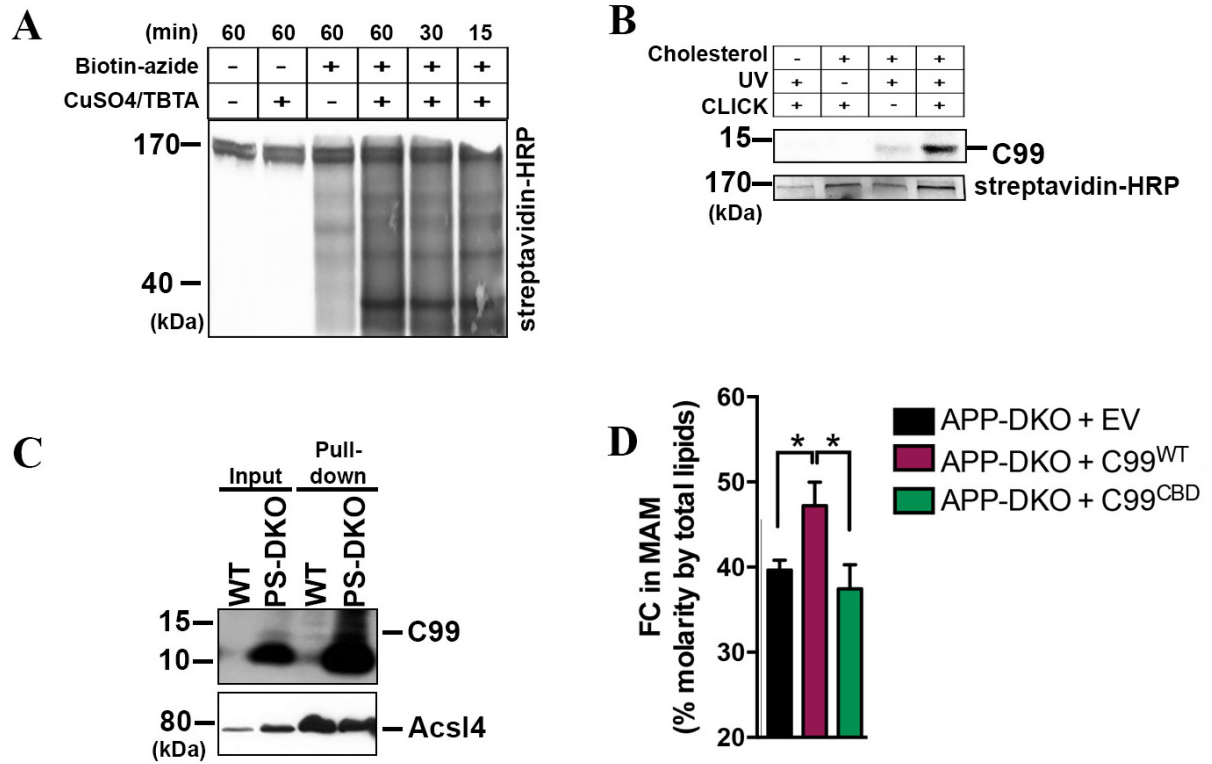 A
(min) 60 60 60 60 30 15
Biotin-azide - - + + + +
CuSO4/TBTA - + - + + +
170
40
(kDa)
streptavidin-HRP
B
Cholesterol - + + +
UV + - + +
CLICK + + - +
15
C99
170
streptavidin-HRP
(kDa)
C
Input
Pull-
down
WT
PS-DKO
WT
PS-DKO
15
10
C99
80
Acsl4
(kDa)
D
FC in MAM
(% molarity by total lipids)
60
50
40
30
20
* *
APP-DKO + EV
APP-DKO + C99WT
APP-DKO + C99CBD